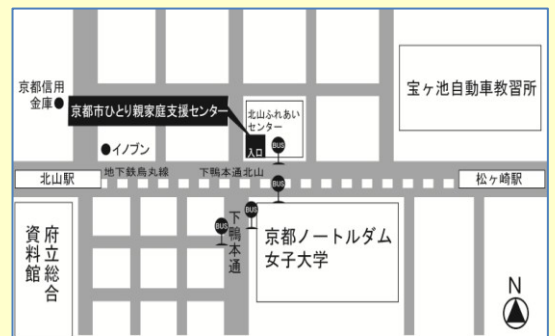 宝ヶ池自動車教習所
京都信用
金庫
京都市ひとり親家庭支援センター
北山ふれあい
センター
入口
BUS
イノブン
地下鉄烏丸線
下鴨本通北山
北山駅
松ヶ崎駅
BUS
BUS
BUS
下鴨本通
府立総合
資料館
京都ノートルダム
女子大学
N